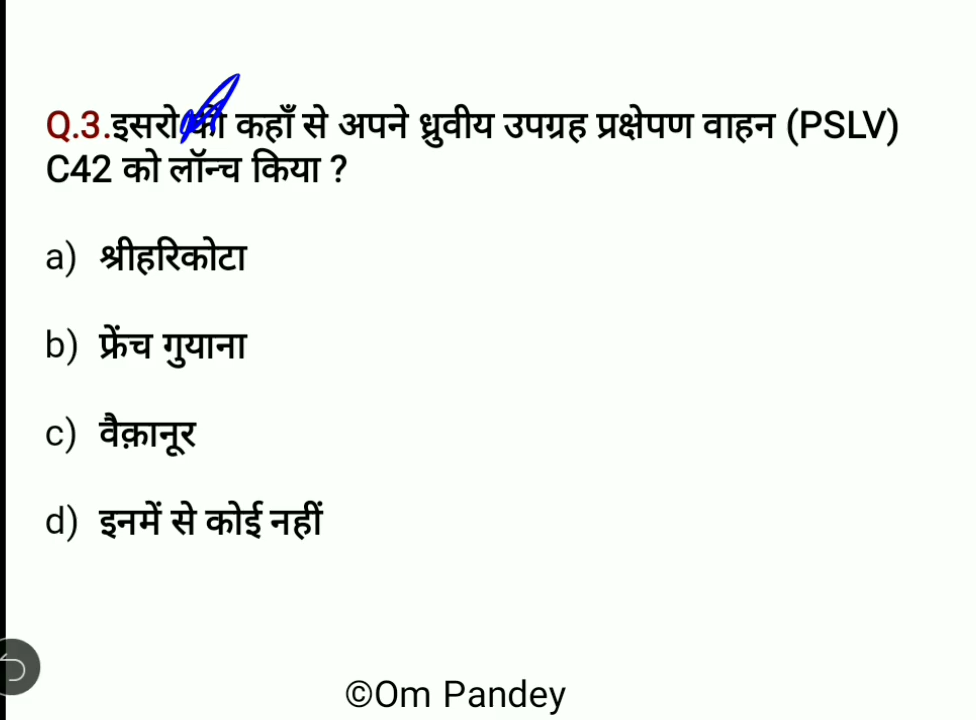 Q.3.इसरो की कहाँ से अपने ध्रुवीय उपग्रह प्रक्षेपण वाहन (PSLV)
C42 को लॉन्च किया ?
a) श्रीहरिकोटा
b) फ्रेंच गुयाना
c) वैक़ानूर
d) इनमें से कोई नहीं
©Om Pandey